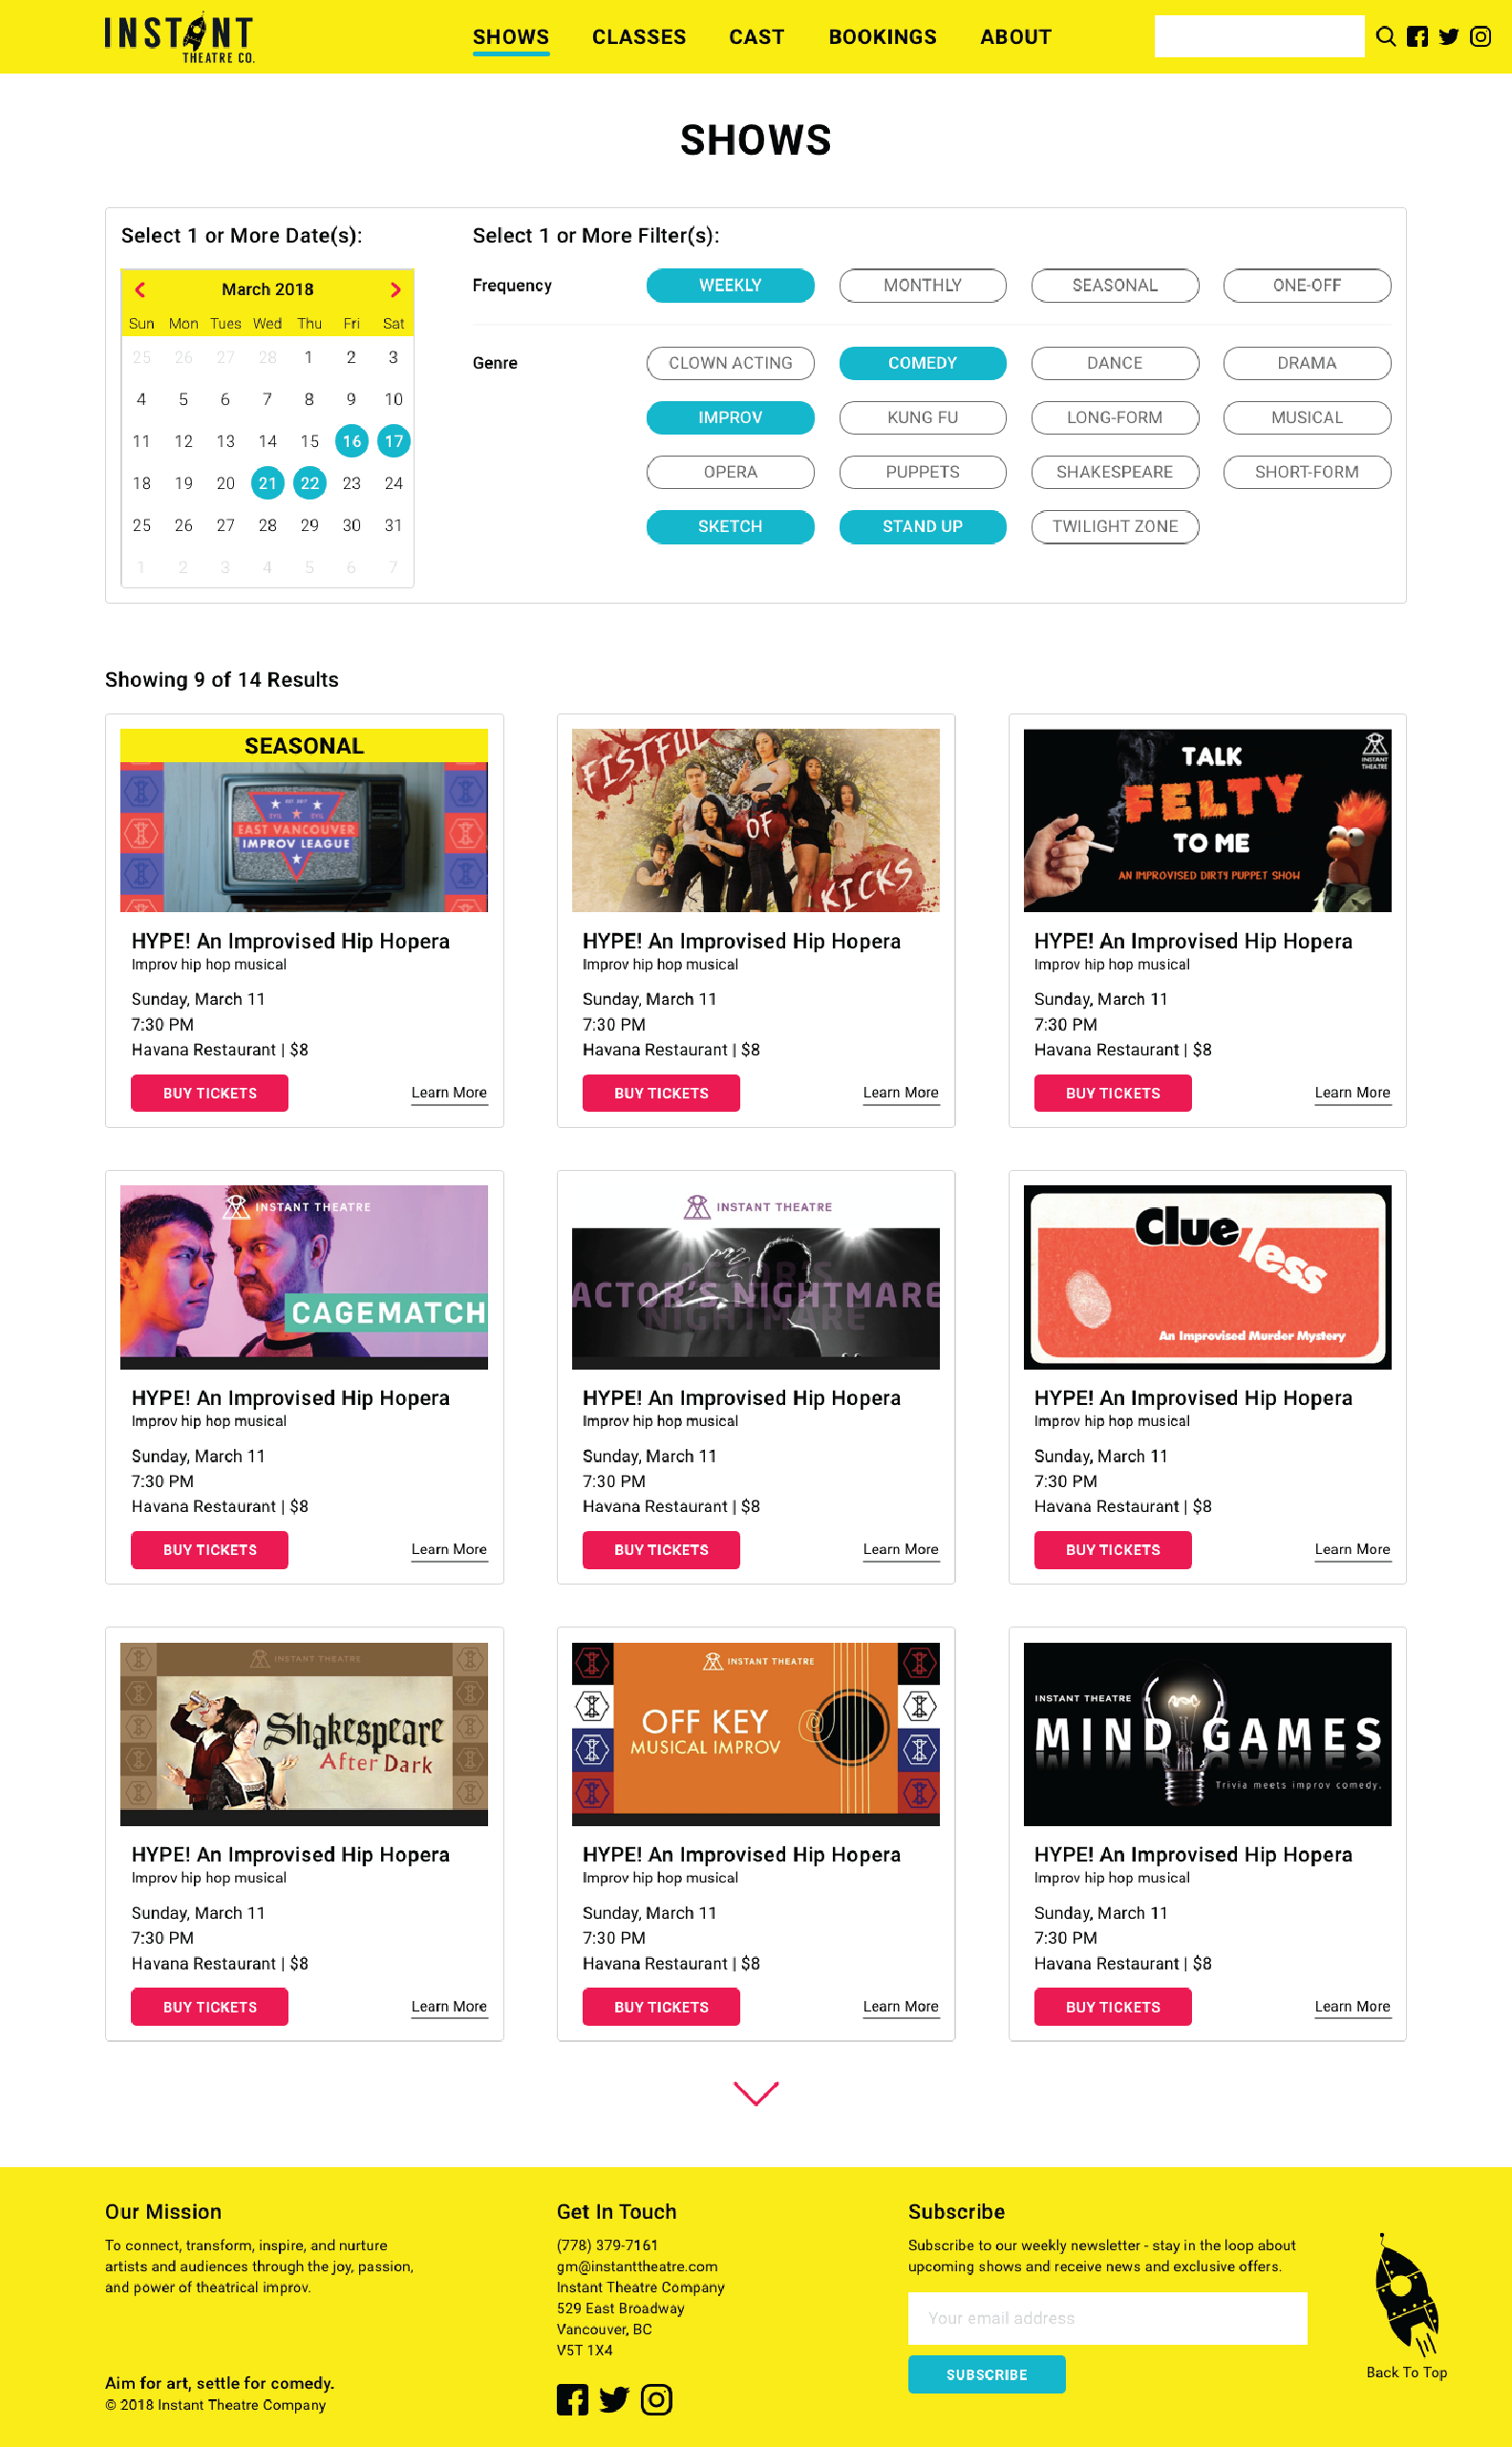 INSTANT
THEATRE CO.
SHOWS CLASSES CAST BOOKINGS ABOUT
SHOWS
Select 1 or More Date(s):
March 2018
Sun Mon Tues Wed Thu Fri Sat
25 26 27 28 1 2 3
4 5 6 7 8 9 10
11 12 13 14 15 16 17
18 19 20 21 22 23 24
25 26 27 28 29 30 31
1 2 3 4 5 6 7
Select 1 or More Filter(s):
Frequency WEEKLY MONTHLY SEASONAL ONE-OFF
Genre CLOWN ACTING COMEDY DANCE DRAMA
IMPROV KUNG FU LONG-FORM MUSICAL
OPERA PUPPETS SHAKESPEARE SHORT-FORM
SKETCH STAND UP TWILIGHT ZONE
Showing 9 of 14 Results
SEASONAL
EAST VANCOUVER
IMPROV LEAGUE
HYPE! An Improvised Hip Hopera
Improv hip hop musical
Sunday, March 11
7:30 PM
Havana Restaurant | $8
BUY TICKETS Learn More
FISTFUL
OF
KICKS
HYPE! An Improvised Hip Hopera
Improv hip hop musical
Sunday, March 11
7:30 PM
Havana Restaurant | $8
BUY TICKETS Learn More
INSTANT
THEATRE
TALK
FELTY
TO ME
AN IMPROVISED DIRTY PUPPET SHOW
HYPE! An Improvised Hip Hopera
Improv hip hop musical
Sunday, March 11
7:30 PM
Havana Restaurant | $8
BUY TICKETS Learn More
INSTANT THEATRE
CAGEMATCH
HYPE! An Improvised Hip Hopera
Improv hip hop musical
Sunday, March 11
7:30 PM
Havana Restaurant | $8
BUY TICKETS Learn More
INSTANT THEATRE
ACTOR'S NIGHTMARE
NIGHTMARE
HYPE! An Improvised Hip Hopera
Improv hip hop musical
Sunday, March 11
7:30 PM
Havana Restaurant | $8
BUY TICKETS Learn More
Clueless
An Improvised Murder Mystery
HYPE! An Improvised Hip Hopera
Improv hip hop musical
Sunday, March 11
7:30 PM
Havana Restaurant | $8
BUY TICKETS Learn More
INSTANT THEATRE
Shakespeare
After Dark
HYPE! An Improvised Hip Hopera
Improv hip hop musical
Sunday, March 11
7:30 PM
Havana Restaurant | $8
BUY TICKETS Learn More
INSTANT THEATRE
OFF KEY
MUSICAL IMPROV
HYPE! An Improvised Hip Hopera
Improv hip hop musical
Sunday, March 11
7:30 PM
Havana Restaurant | $8
BUY TICKETS Learn More
INSTANT THEATRE
MIND GAMES
Trivia meets improv comedy.
HYPE! An Improvised Hip Hopera
Improv hip hop musical
Sunday, March 11
7:30 PM
Havana Restaurant | $8
BUY TICKETS Learn More
Our Mission
To connect, transform, inspire, and nurture
artists and audiences through the joy, passion,
and power of theatrical improv.
Aim for art, settle for comedy.
© 2018 Instant Theatre Company
Get In Touch
(778) 379-7161
gm@instanttheatre.com
Instant Theatre Company
529 East Broadway
Vancouver, BC
V5T 1X4
Subscribe
Subscribe to our weekly newsletter - stay in the loop about
upcoming shows and receive news and exclusive offers.
Your email address
SUBSCRIBE
Back To Top